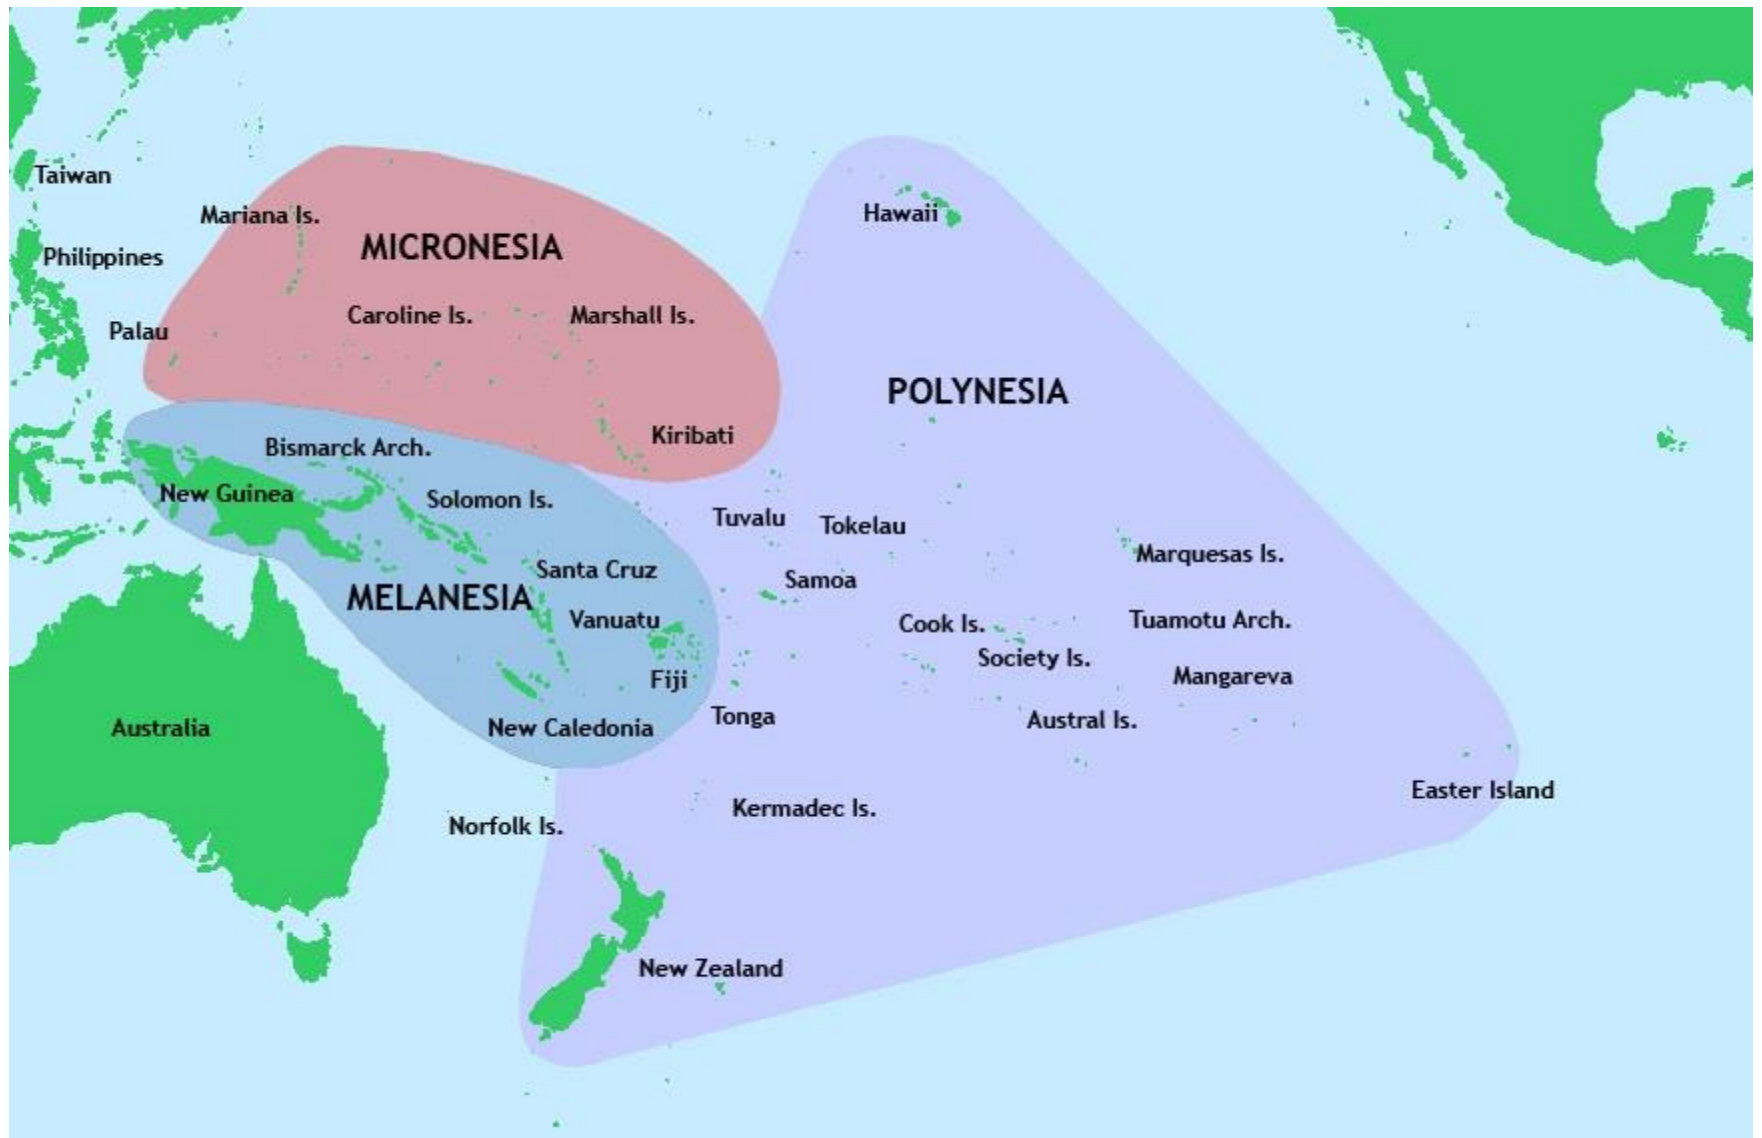 Taiwan
Mariana Is.
Hawaii
MICRONESIA
Philippines
Caroline Is.
Marshall Is.
Palau
POLYNESIA
Kiribati
Bismarck Arch.
New Guinea
Solomon Is.
Tuvalu
Tokelau
Marquesas Is.
Santa Cruz
Samoa
MELANESIA
Vanuatu
Cook Is.
Tuamotu Arch.
Society Is.
Fiji
Mangareva
Tonga
Austral Is.
Australia
New Caledonia
Easter Island
Kermadec Is.
Norfolk Is.
New Zealand